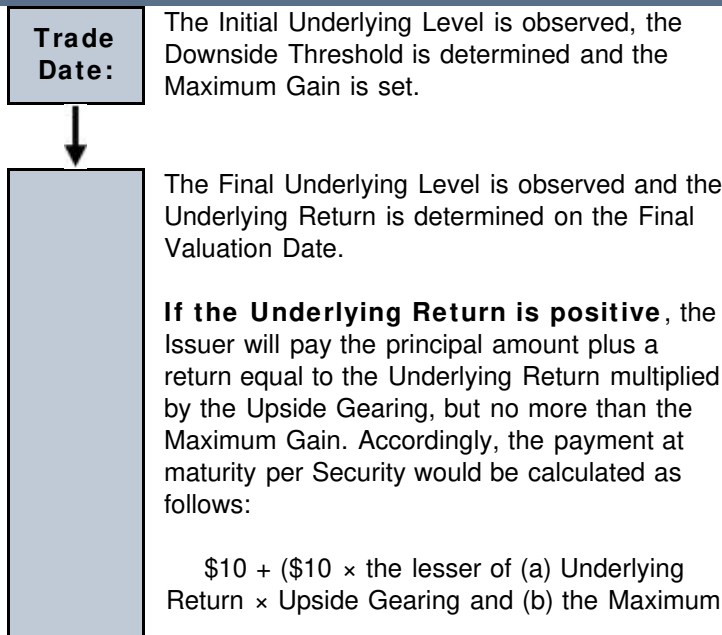 Trade
Date:
The Initial Underlying Level is observed, the
Downside Threshold is determined and the
Maximum Gain is set.
The Final Underlying Level is observed and the
Underlying Return is determined on the Final
Valuation Date.
If the Underlying Return is positive, the
Issuer will pay the principal amount plus a
return equal to the Underlying Return multiplied
by the Upside Gearing, but no more than the
Maximum Gain. Accordingly, the payment at
maturity per Security would be calculated as
follows:
$10 + ($10 × the lesser of (a) Underlying
Return × Upside Gearing and (b) the Maximum